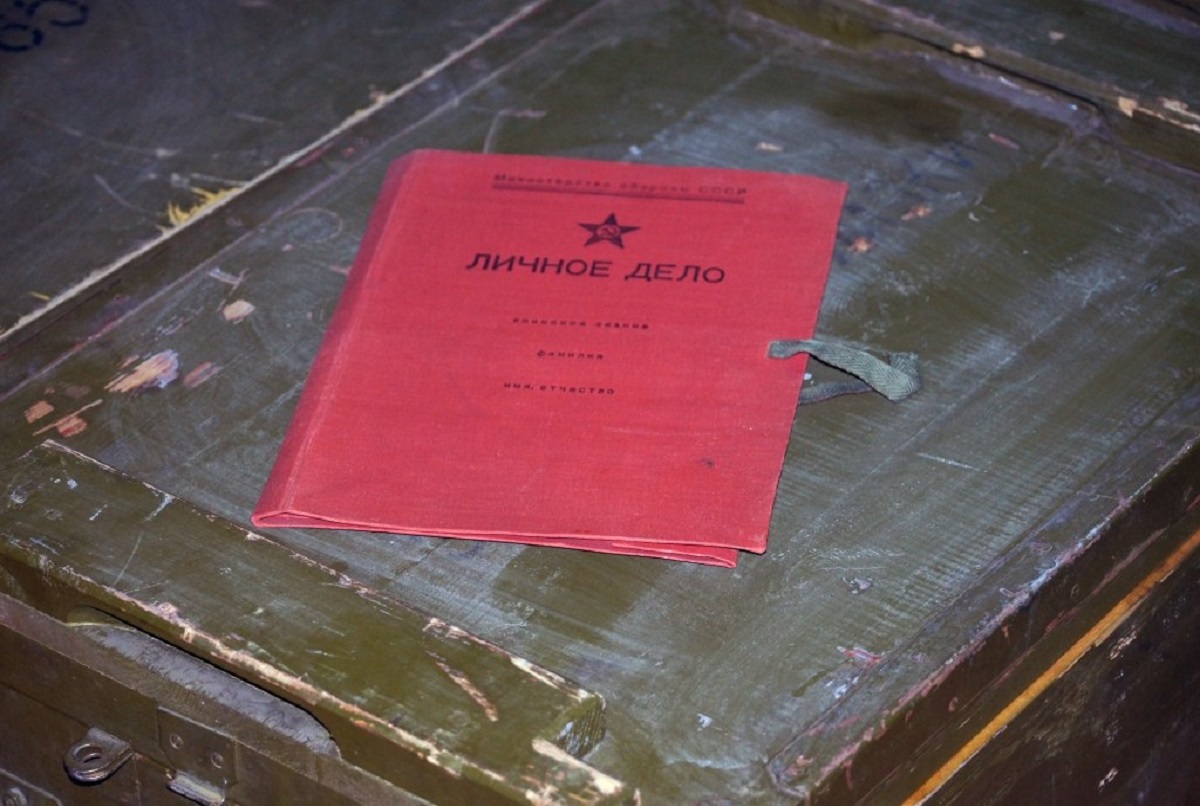 Министерство обороны СССР
ЛИЧНОЕ ДЕЛО
воинское звание
фамилия
имя, отчество